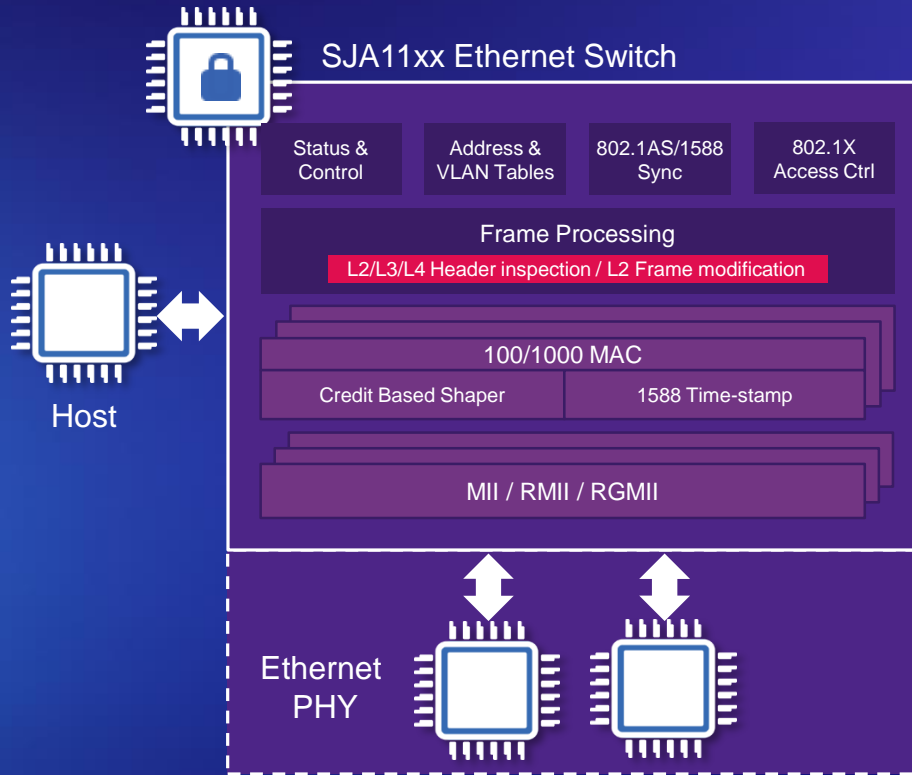 SJA11xx Ethernet Switch
Status &
Control
Address &
VLAN Tables
802.1AS/1588
Sync
802.1X
Access Ctrl
Frame Processing
L2/L3/L4 Header inspection / L2 Frame modification
100/1000 MAC
Credit Based Shaper
1588 Time-stamp
Host
MII / RMII / RGMII
Ethernet
PHY